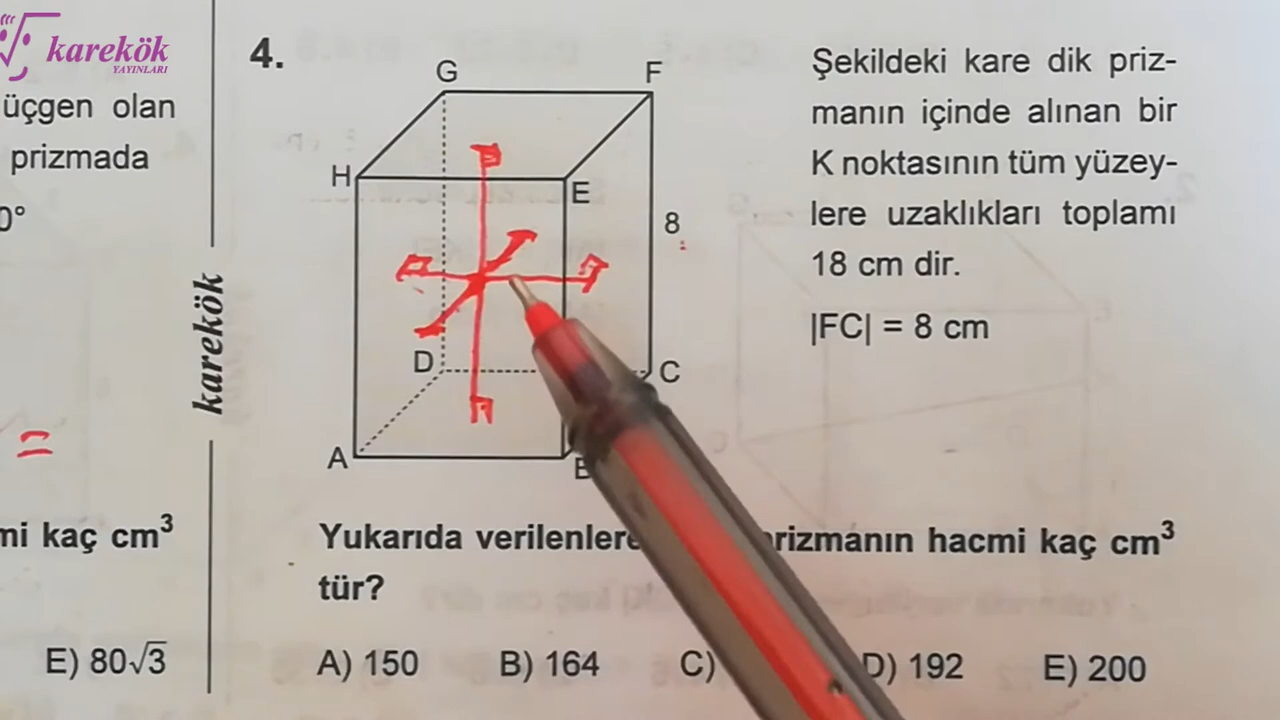 karekök
YAYINLARI
üçgen olan
prizmada
0°
karekök
=
mi kaç cm³
E) 80√3
4.
G
F
H
E
8
D
C
A
B
Şekildeki kare dik priz-
manın içinde alınan bir
K noktasının tüm yüzey-
lere uzaklıkları toplamı
18 cm dir.
|FC| = 8 cm
Yukarıda prizmanın hacmi kaç cm³
tür?
A) 150 B) 164 C) D) 192 E) 200